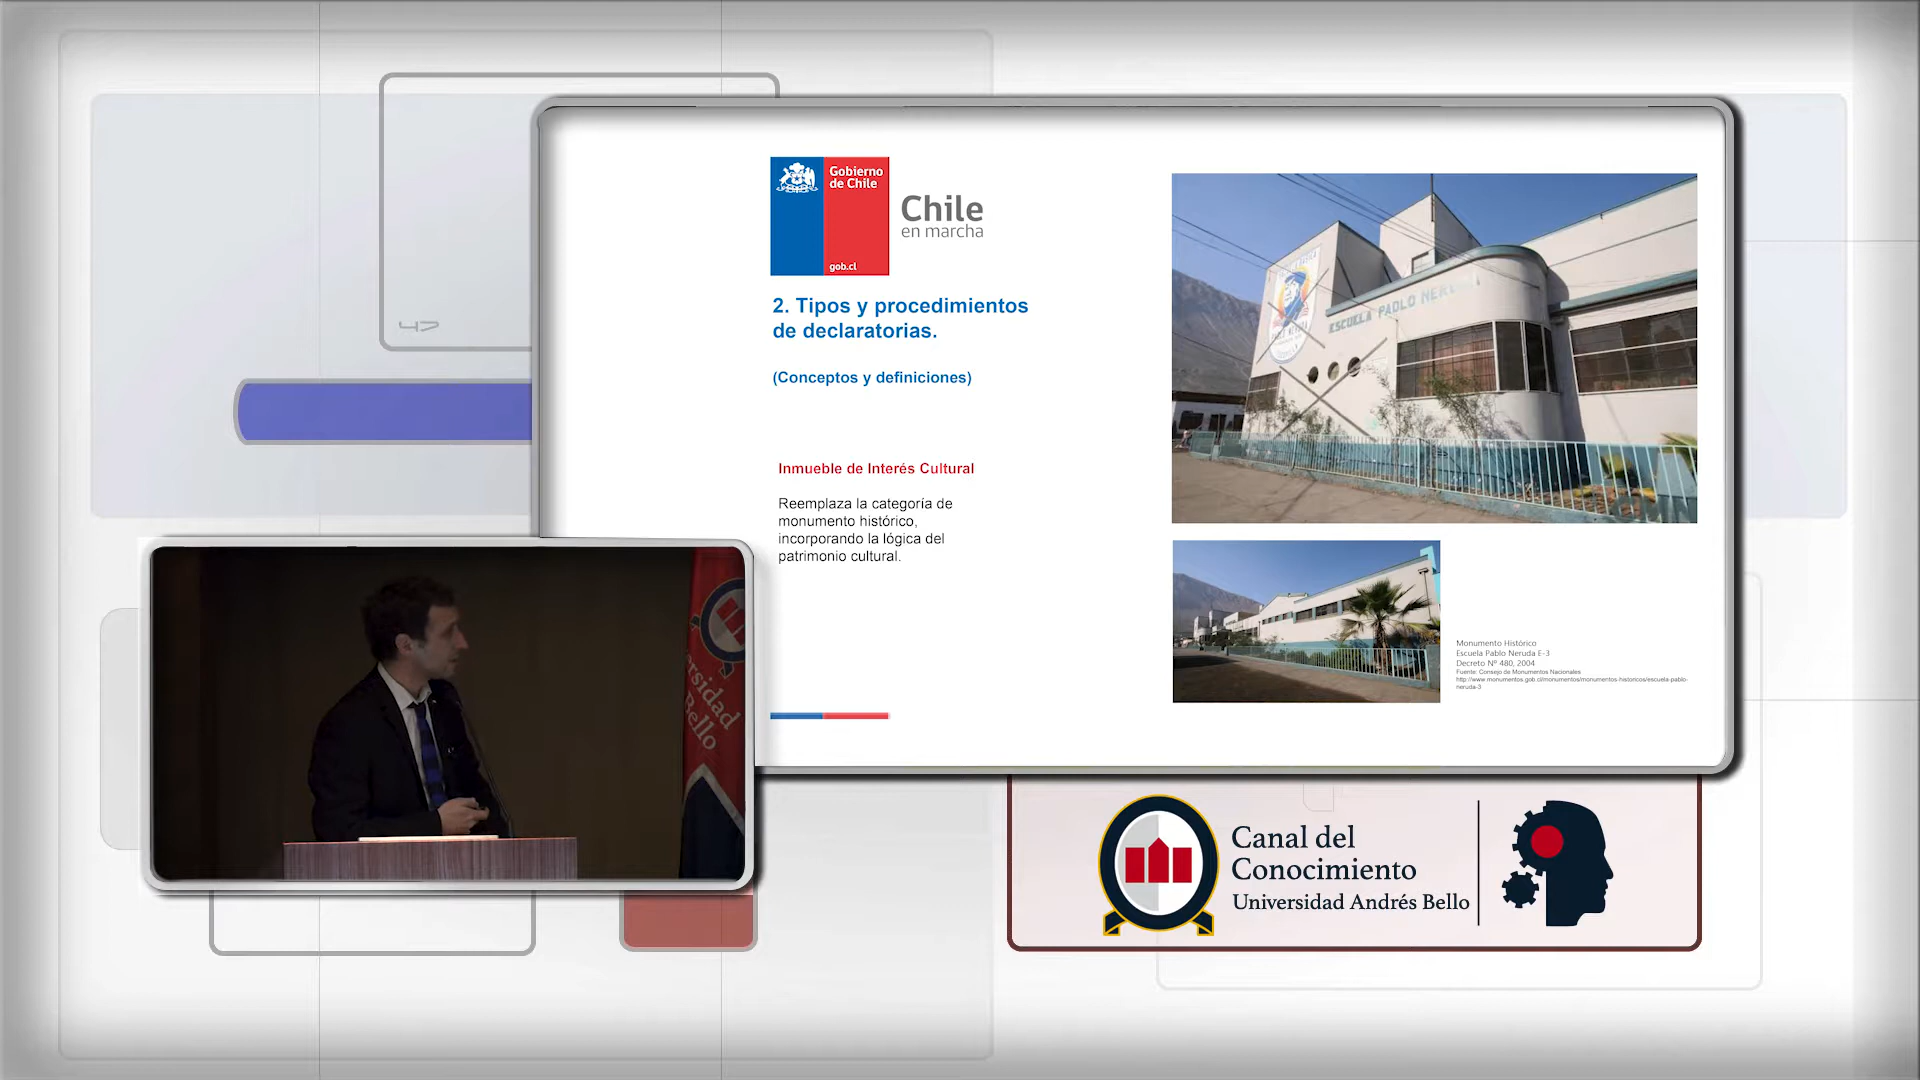 Gobierno
de Chile
gob.cl
Chile
en marcha
2. Tipos y procedimientos
de declaratorias.
(Conceptos y definiciones)
Inmueble de Interés Cultural
Reemplaza la categoría de
monumento histórico,
incorporando la lógica del
patrimonio cultural.
ESCUELA PABLO NERUDA
Monumento Histórico
Escuela Pablo Neruda E-3
Decreto Nº 480, 2004
Fuente: Consejo de Monumentos Nacionales
http://www.monumentos.gob.cl/monumentos/monumentos-historicos/escuela-pablo-
neruda-3
Bello
Canal del
Conocimiento
Universidad Andrés Bello